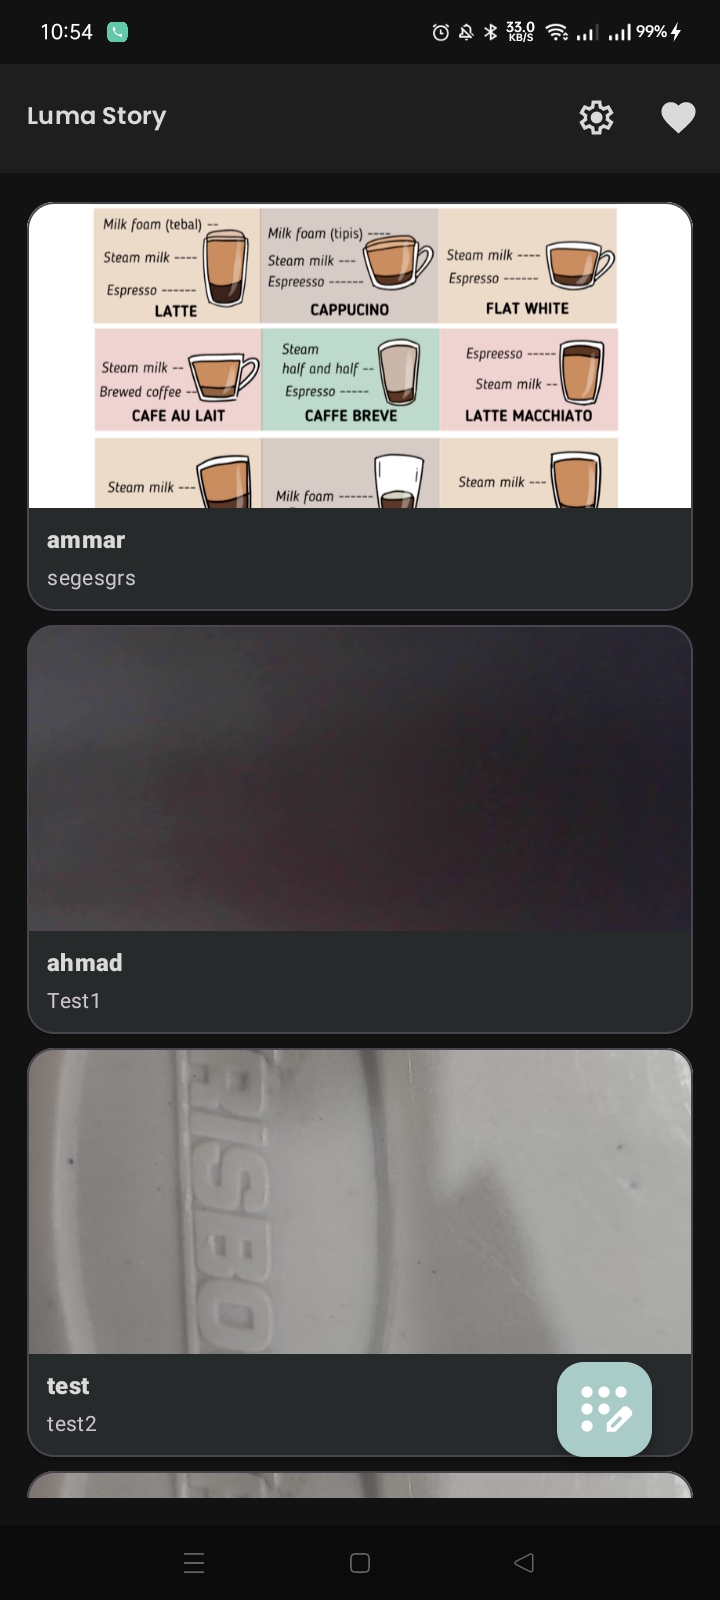 10:54
33.0
KB/S
99%
Luma Story
Milk foam (tebal) --
Steam milk ----
Espresso ------
LATTE
Milk foam (tipis) ----
Steam milk ---
Espreesso ------
CAPPUCINO
Steam milk ----
Espresso ------
FLAT WHITE
Steam milk --
Brewed coffee --
CAFE AU LAIT
Steam
half and half --
Espresso -----
CAFFE BREVE
Espreesso -----
Steam milk --
LATTE MACCHIATO
Steam milk ---
Milk foam ------
Steam milk ---
ammar
segesgrs
ahmad
Test1
test
test2